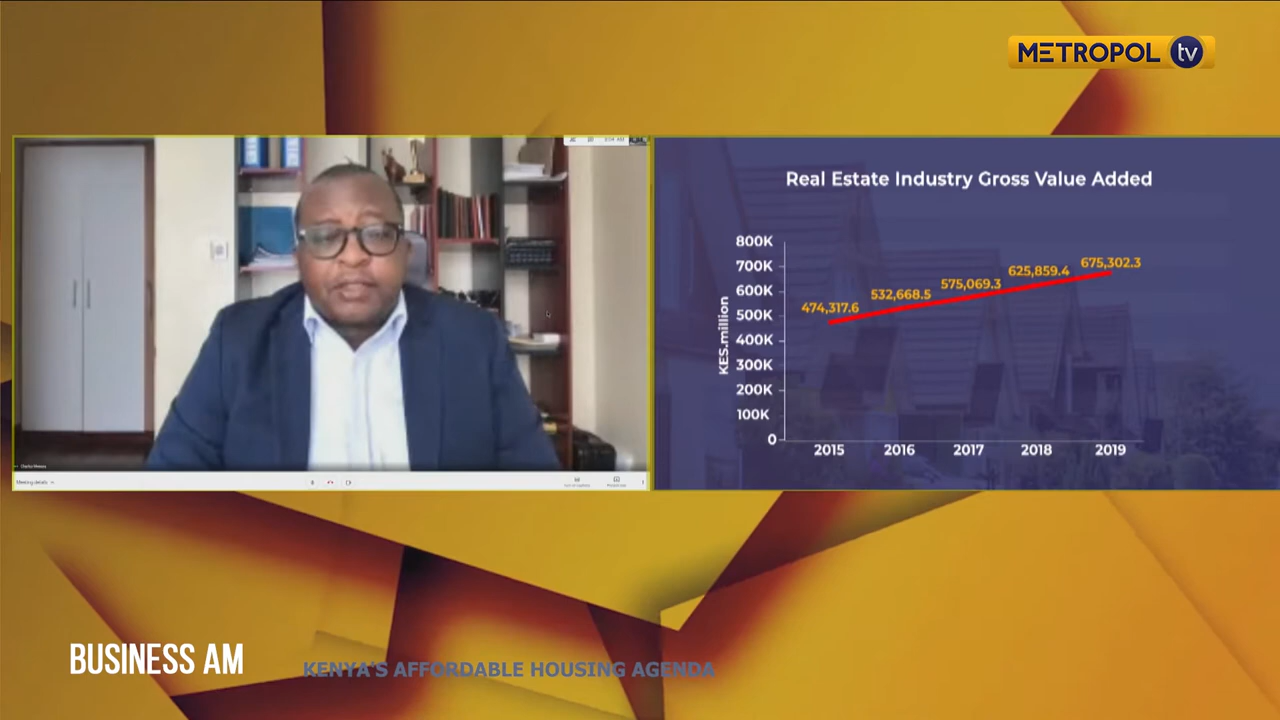 METROPOL tv
Real Estate Industry Gross Value Added
KES.million
800K
700K
600K
500K
400K
300K
200K
100K
0
474,317.6
532,668.5
575,069.3
625,859.4
675,302.3
2015
2016
2017
2018
2019
Meeting details
BUSINESS AM
KENYA'S AFFORDABLE HOUSING AGENDA